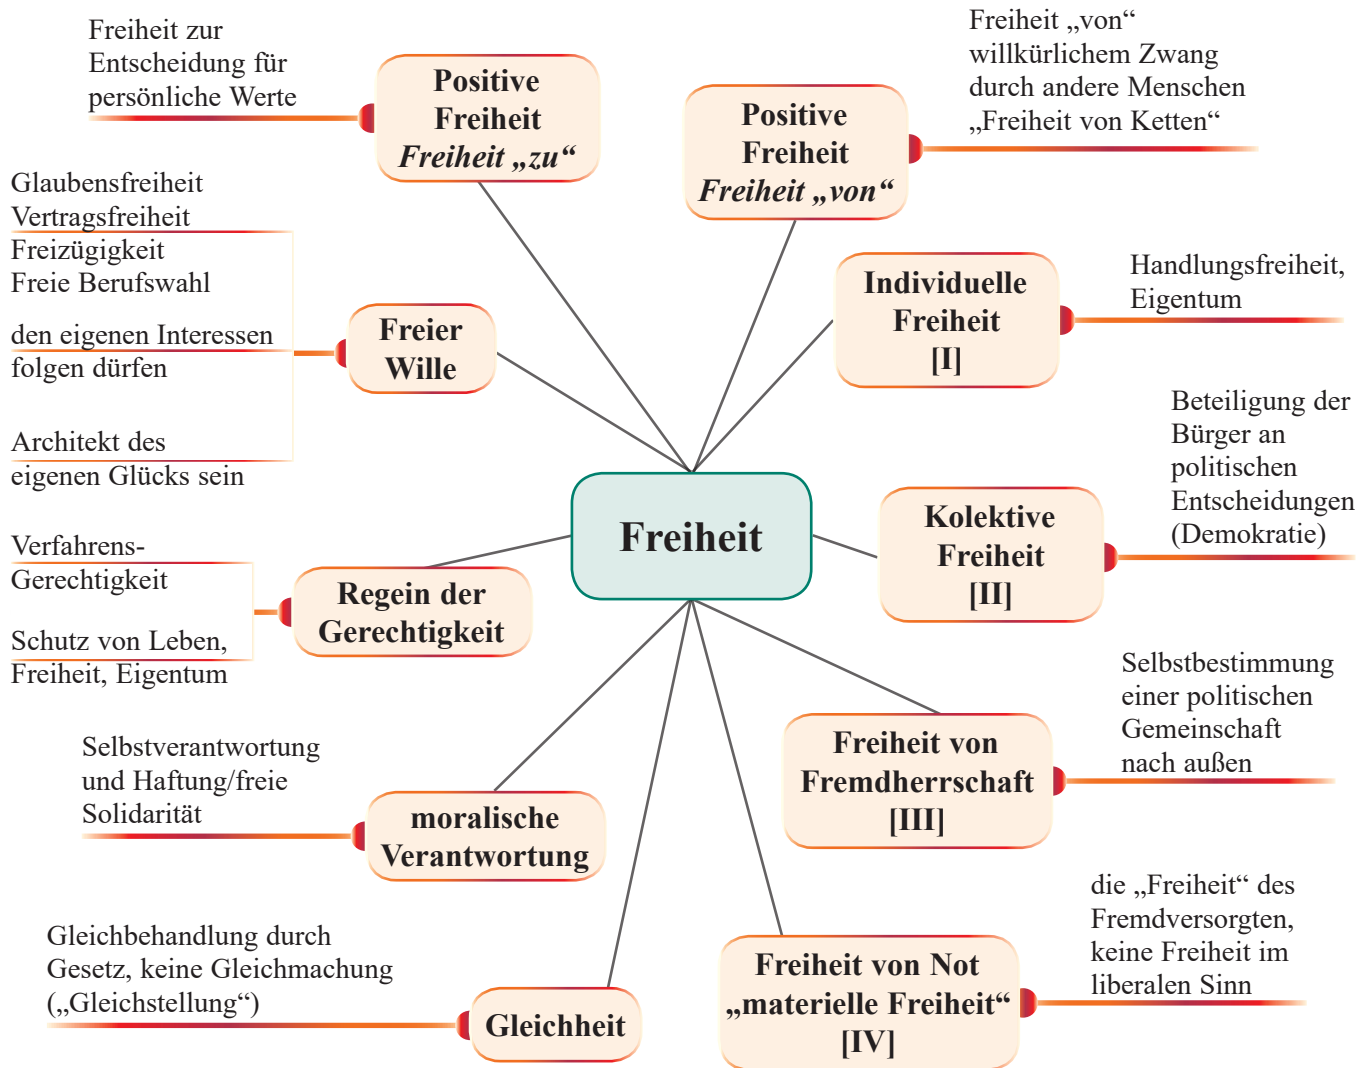 Freiheit zur
Entscheidung für
persönliche Werte
Positive
Freiheit
Freiheit „zu“
Positive
Freiheit
Freiheit „von“
Freiheit „von“
willkürlichem Zwang
durch andere Menschen
„Freiheit von Ketten“
Glaubensfreiheit
Vertragsfreiheit
Freizügigkeit
Freie Berufswahl
den eigenen Interessen
folgen dürfen
Architekt des
eigenen Glücks sein
Freier
Wille
Individuelle
Freiheit
[I]
Handlungsfreiheit,
Eigentum
Freiheit
Kolektive
Freiheit
[II]
Beteiligung der
Bürger an
politischen
Entscheidungen
(Demokratie)
Verfahrens-
Gerechtigkeit
Schutz von Leben,
Freiheit, Eigentum
Regein der
Gerechtigkeit
Freiheit von
Fremdherrschaft
[III]
Selbstbestimmung
einer politischen
Gemeinschaft
nach außen
Selbstverantwortung
und Haftung/freie
Solidarität
moralische
Verantwortung
Freiheit von Not
„materielle Freiheit“
[IV]
die „Freiheit“ des
Fremdversorgten,
keine Freiheit im
liberalen Sinn
Gleichbehandlung durch
Gesetz, keine Gleichmachung
(„Gleichstellung“)
Gleichheit